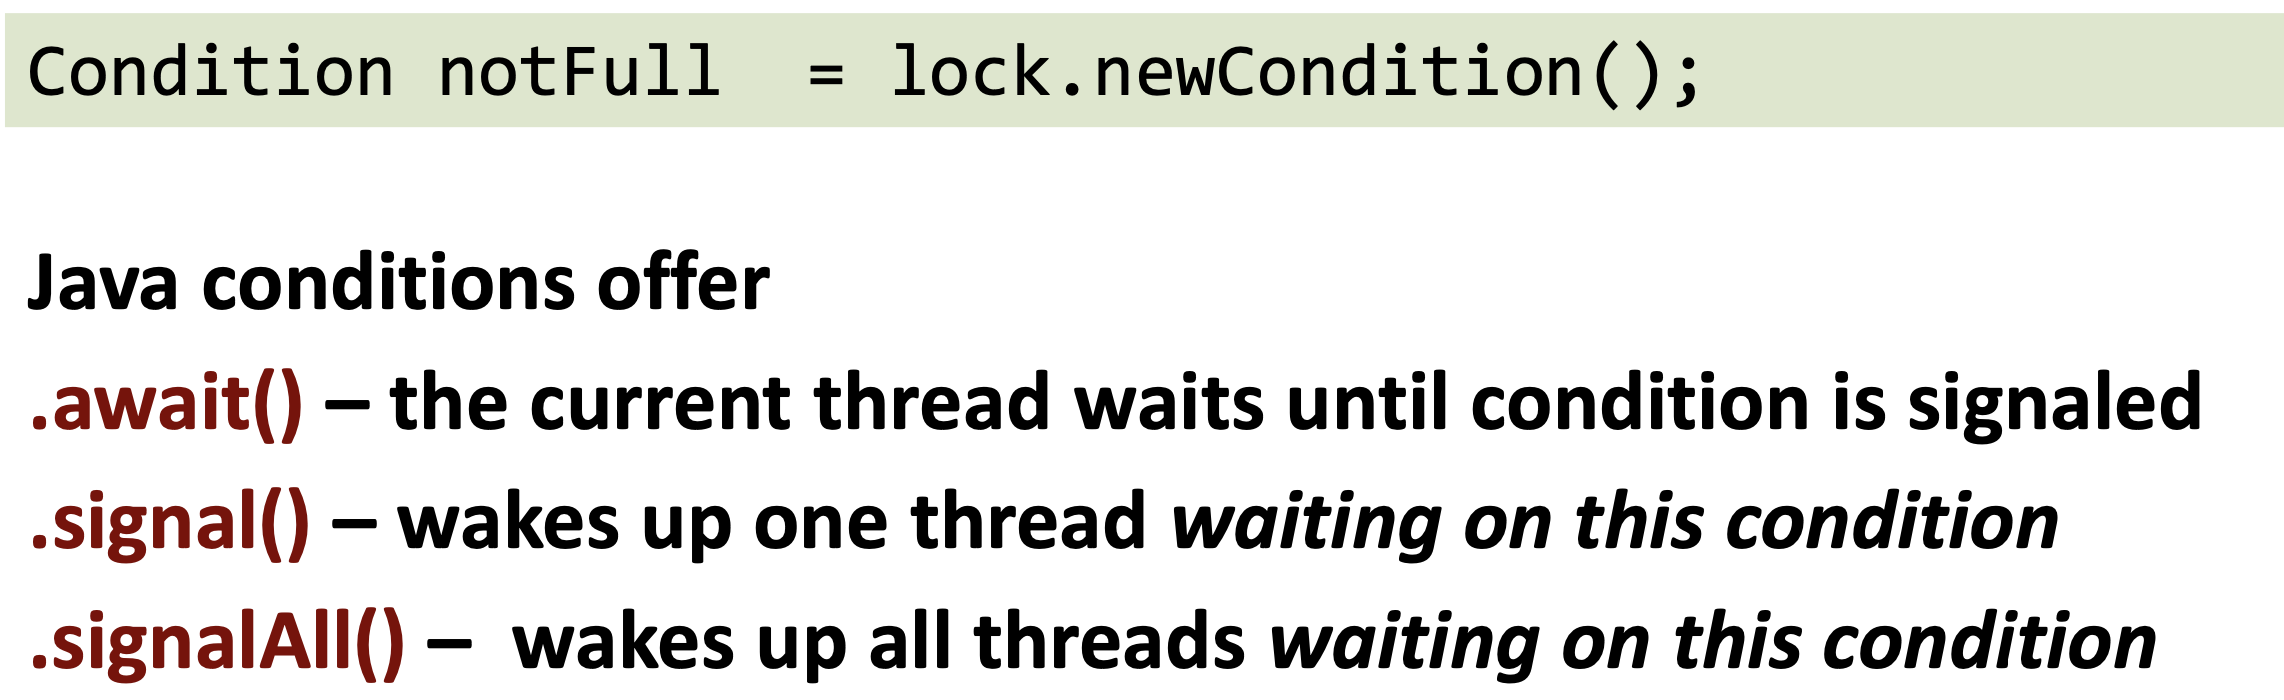 Condition notFull  = lock.newCondition();
Java conditions offer
.await() – the current thread waits until condition is signaled
.signal() – wakes up one thread waiting on this condition
.signalAll() –  wakes up all threads waiting on this condition